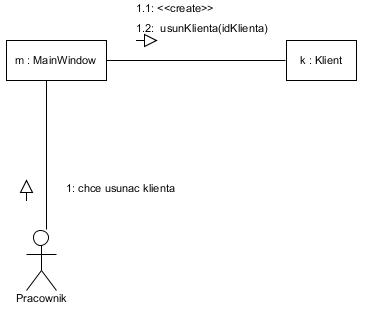 1.1: <<create>>
1.2: usunKlienta(idKlienta)
m : MainWindow
k : Klient
1: chce usunac klienta
Pracownik